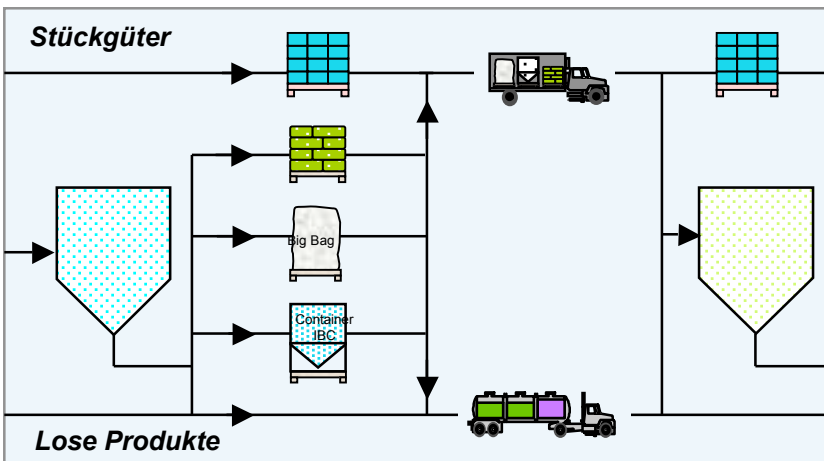 Stückgüter
Big Bag
Container
IBC
Lose Produkte